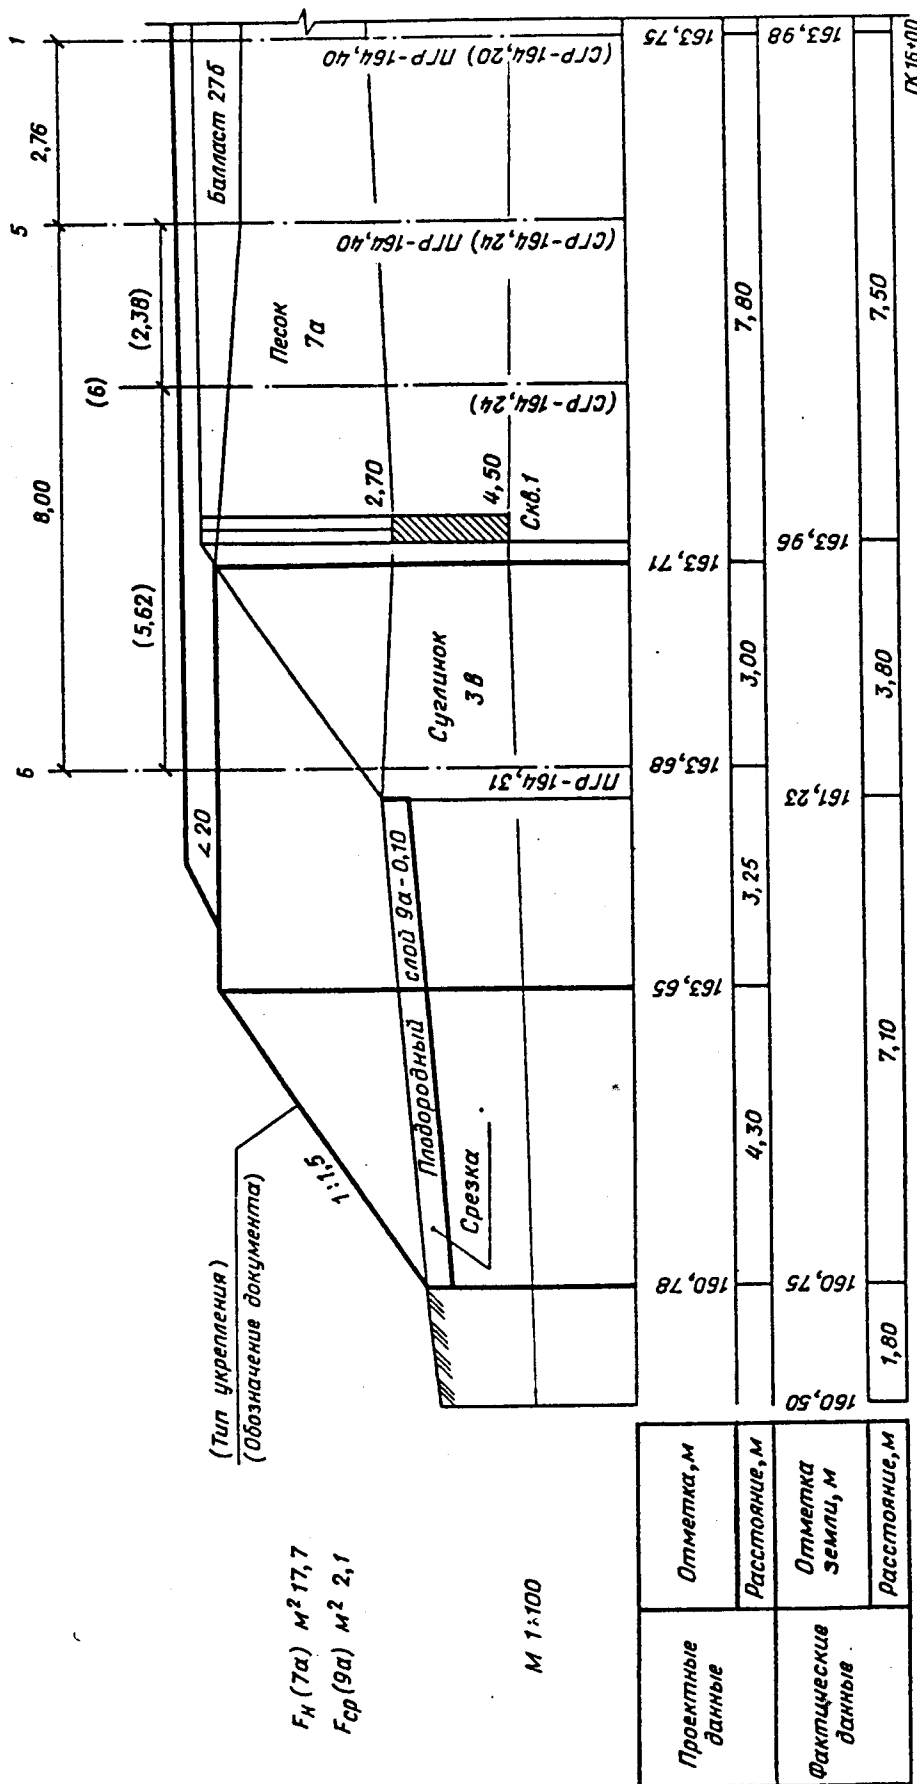 1
2,76
5
(2,38)
(6)
8,00
(5,62)
6
Балласт 27б
(СГР-164,20) ПГР-164,40
(СГР-164,24) ПГР-164,40
Песок
7а
(СГР-164,24)
2,70
4,50
Скв.1
Суглинок
3в
ПГР-164,31
∠20
Плодородный слой 9а-0,10
Срезка
1:1,5
(Тип укрепления)
(Обозначение документа)
Fн(7а) м² 17,7
Fср(9а) м² 2,1
М 1:100
Проектные
данные
Отметка, м
160,78
163,65
163,68
163,71
163,75
Расстояние, м
4,30
3,25
3,00
7,80
Фактические
данные
Отметка
земли, м
160,50
160,75
161,23
163,96
163,98
Расстояние, м
1,80
7,10
3,80
7,50
ПК16+00